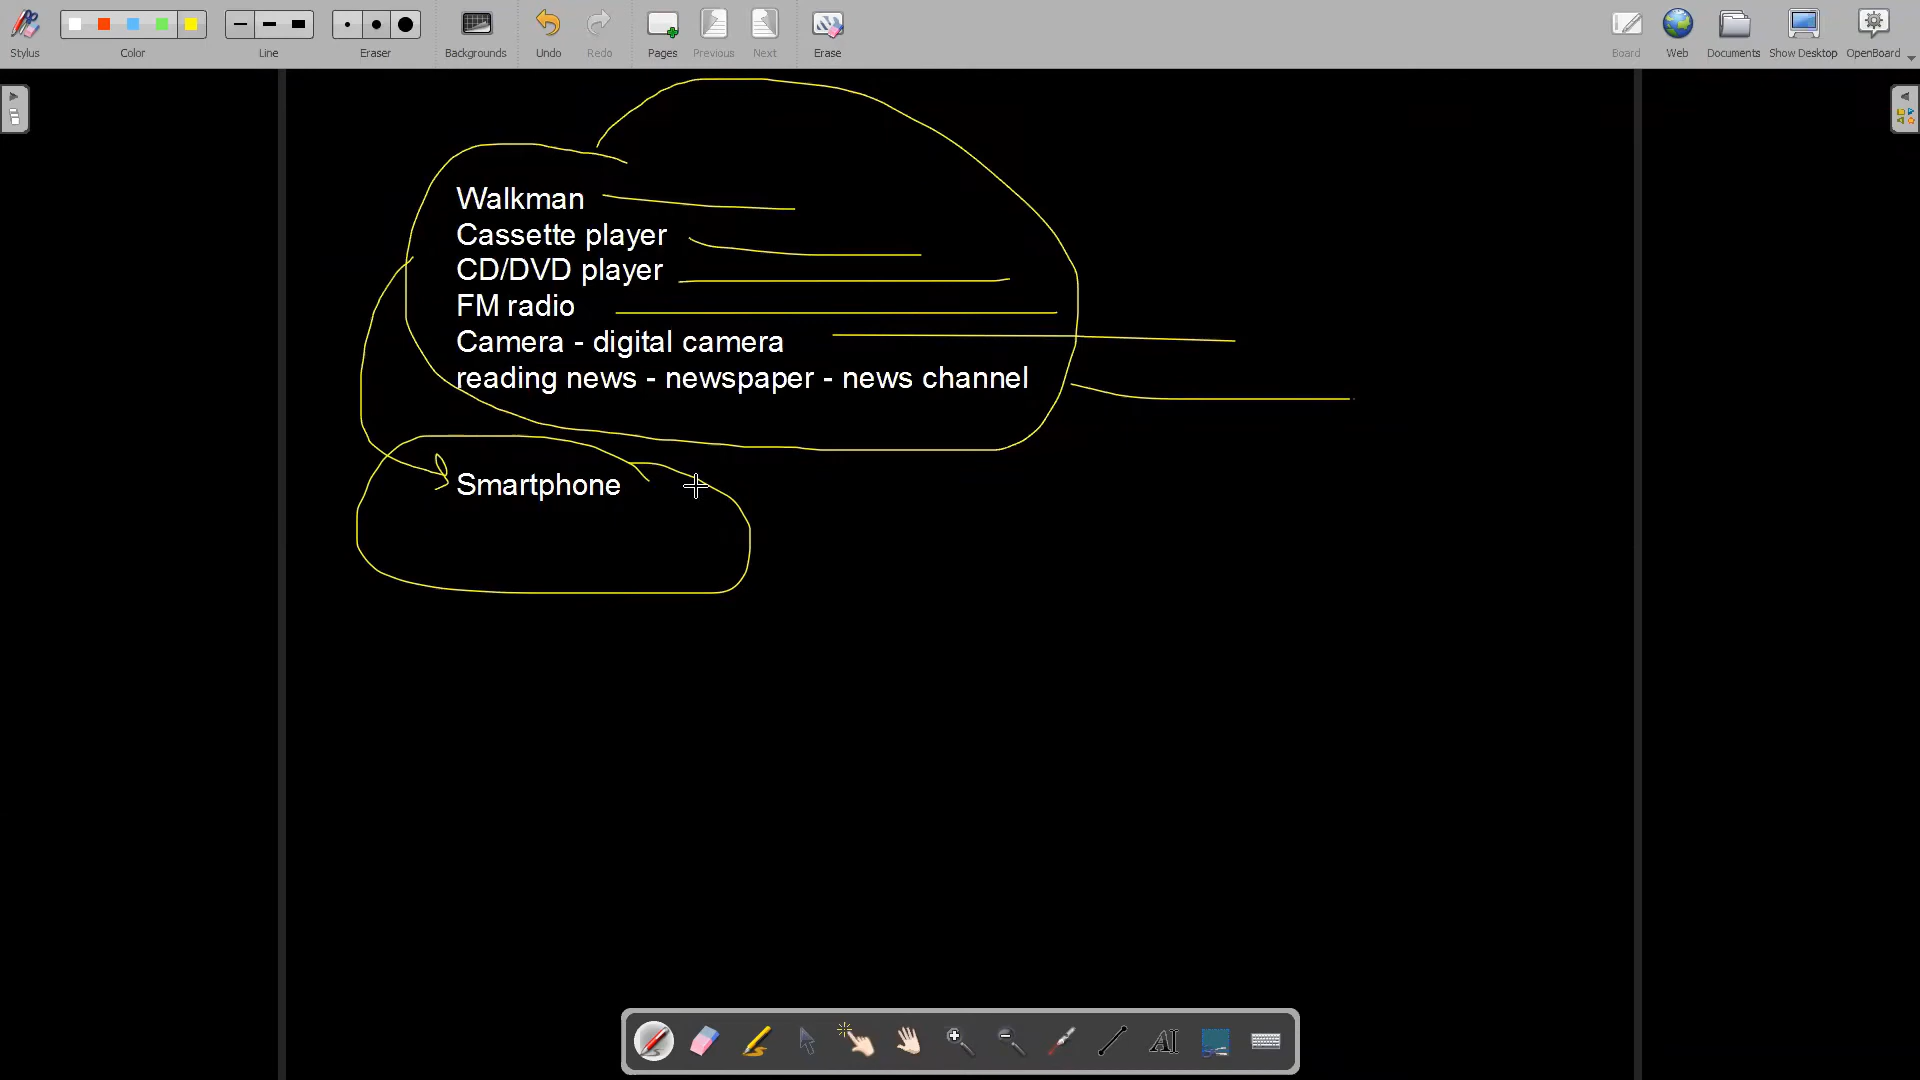 Stylus Color Line Eraser Backgrounds Undo Redo Pages Previous Next Erase Board Web Documents Show Desktop OpenBoard
Walkman
Cassette player
CD/DVD player
FM radio
Camera - digital camera
reading news - newspaper - news channel
Smartphone